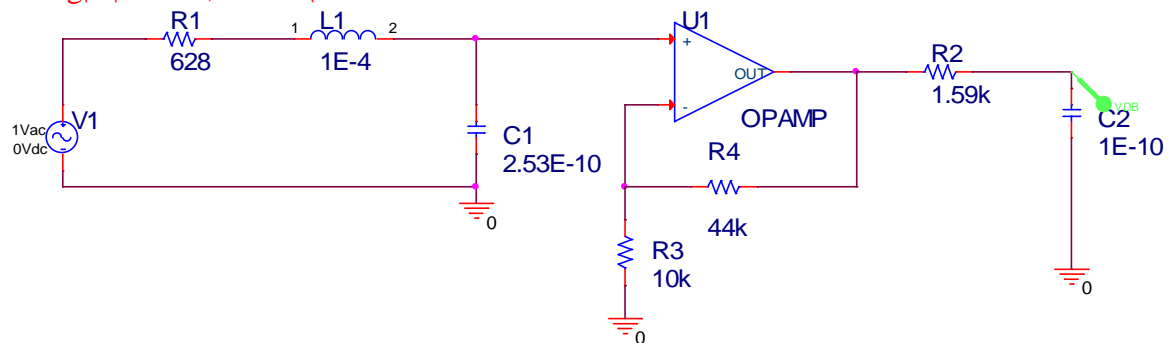 R1
628
1 L1 2
1E-4
U1
+
OUT
-
OPAMP
R2
1.59k
VDB
C2
1E-10
V1
1Vac
0Vdc
+
-
C1
2.53E-10
R4
44k
R3
10k
0
0
0